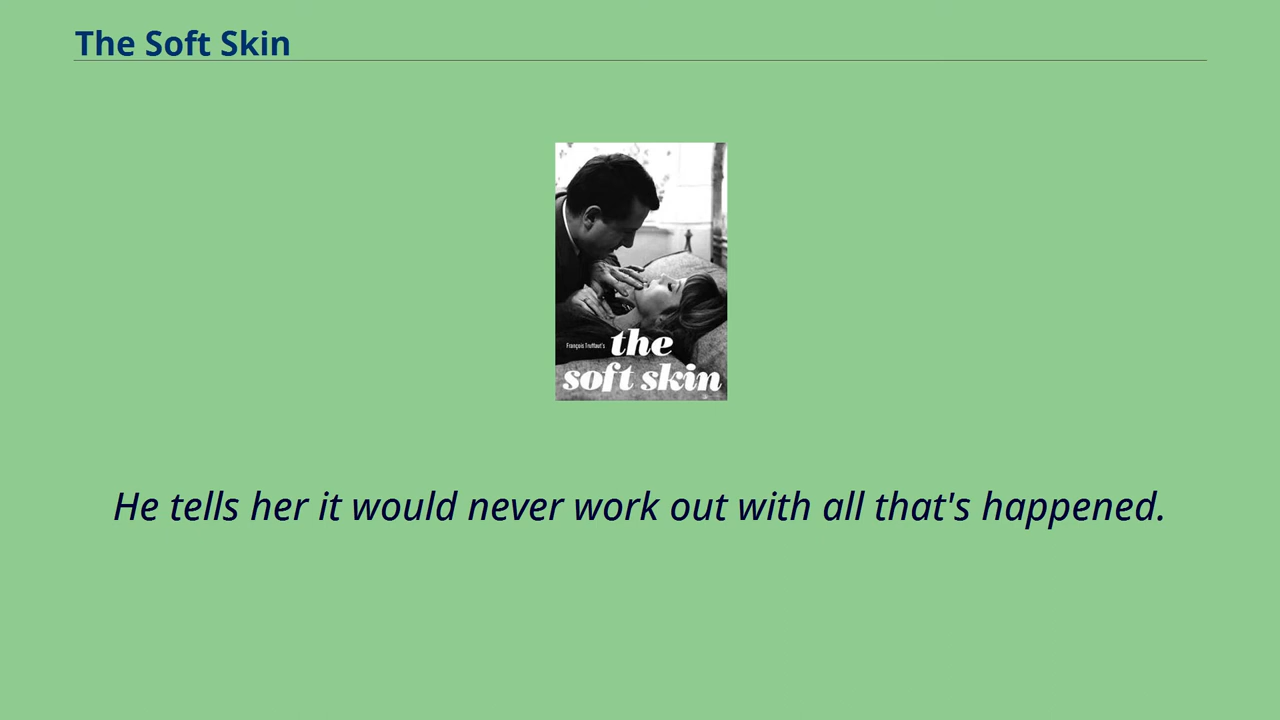 The Soft Skin
François Truffaut's the
soft skin
He tells her it would never work out with all that's happened.